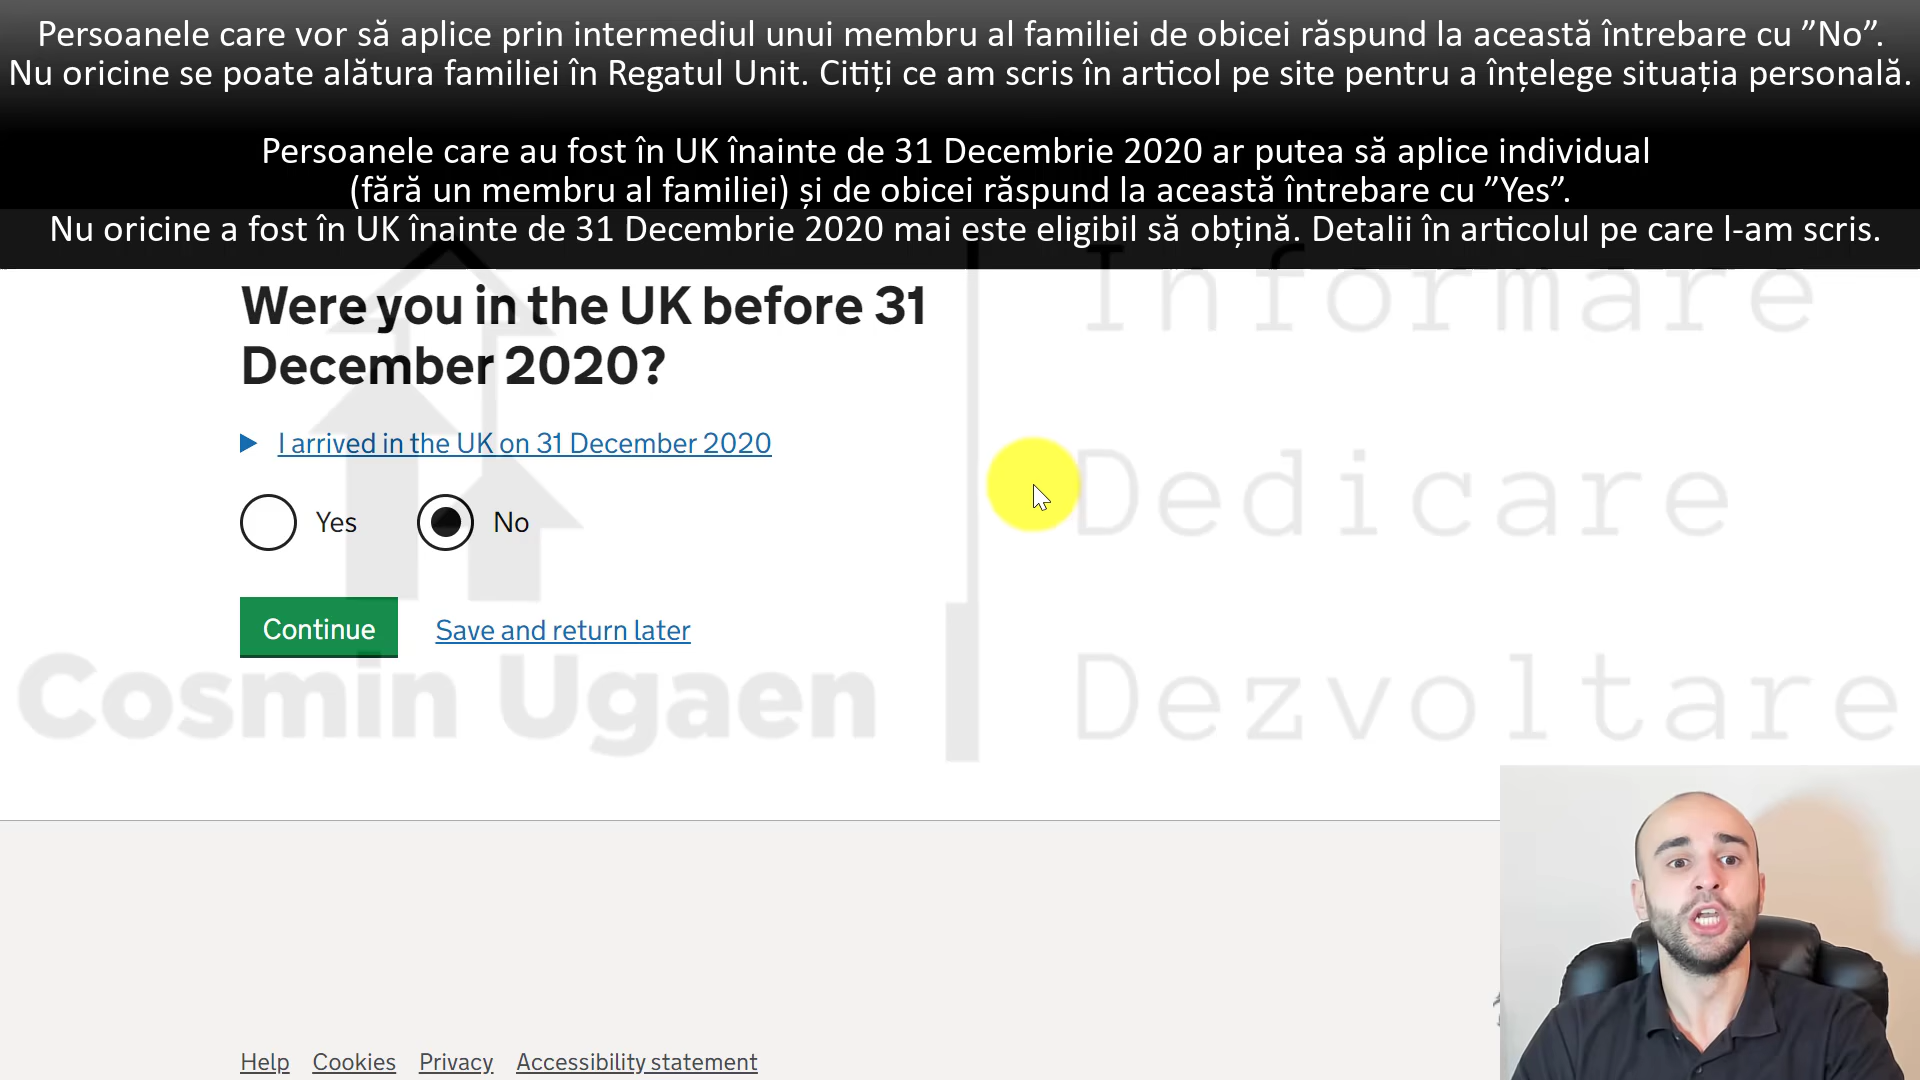 Persoanele care vor să aplice prin intermediul unui membru al familiei de obicei răspund la această întrebare cu ”No”.
Nu oricine se poate alătura familiei în Regatul Unit. Citiți ce am scris în articol pe site pentru a înțelege situația personală.
Persoanele care au fost în UK înainte de 31 Decembrie 2020 ar putea să aplice individual
(fără un membru al familiei) și de obicei răspund la această întrebare cu ”Yes”.
Nu oricine a fost în UK înainte de 31 Decembrie 2020 mai este eligibil să obțină. Detalii în articolul pe care l-am scris.
Informare
Were you in the UK before 31
December 2020?
I arrived in the UK on 31 December 2020
Dedicare
Yes
No
Continue
Save and return later
Cosmin Ugaen
Dezvoltare
Help
Cookies
Privacy
Accessibility statement